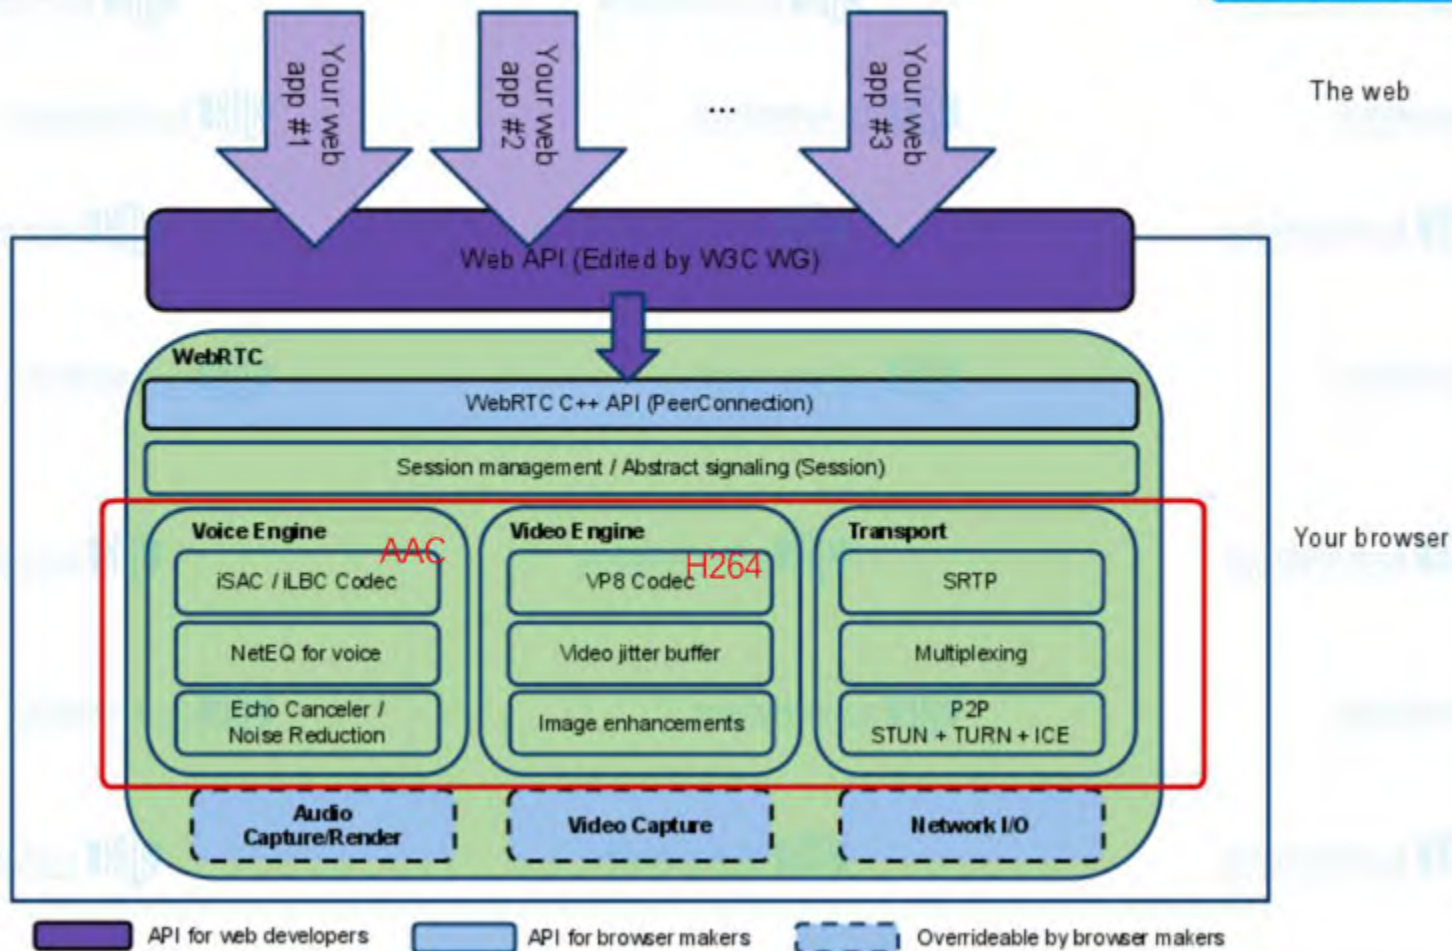 Your web
app #1
Your web
app #2
...
Your web
app #3
The web
Web API (Edited by W3C WG)
WebRTC
WebRTC C++ API (PeerConnection)
Session management / Abstract signaling (Session)
Voice Engine
AAC
iSAC / iLBC Codec
NetEQ for voice
Echo Canceler /
Noise Reduction
Video Engine
H264
VP8 Codec
Video jitter buffer
Image enhancements
Transport
SRTP
Multiplexing
P2P
STUN + TURN + ICE
Your browser
Audio
Capture/Render
Video Capture
Network I/O
API for web developers
API for browser makers
Overrideable by browser makers